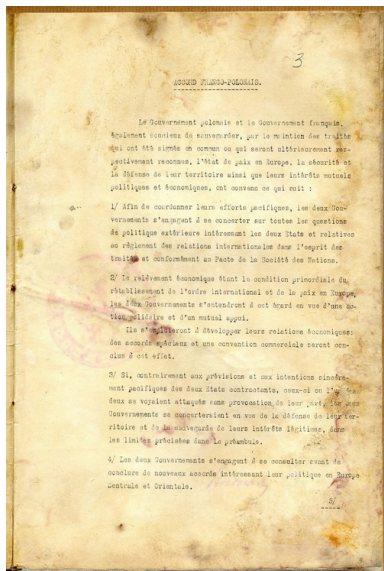 3
ACCORD FRANCO-POLONAIS.
Le Gouvernement polonais et le Gouvernement français,
également soucieux de sauvegarder, par le maintien des traités
qui ont été signés en commun ou qui seront ultérieurement res-
pectivement reconnus, l'état de paix en Europe, la sécurité et
la défense de leur territoire ainsi que leurs intérêts mutuels
politiques et économiques, ont convenu ce qui suit :
1/ Afin de coordonner leurs efforts pacifiques, les deux Gou-
vernements s'engagent à se concerter sur toutes les questions
de politique extérieure intéressant les deux Etats et relatives
au règlement des relations internationales dans l'esprit des
traités et conformément au Pacte de la Société des Nations.
2/ Le relèvement économique étant la condition primordiale du
rétablissement de l'ordre international et de la paix en Europe,
les deux Gouvernements s'entendront à cet égard en vue d'une ac-
tion solidaire et d'un mutuel appui.
Ils s'emploieront à développer leurs relations économiques:
des accords spéciaux et une convention commerciale seront con-
clus à cet effet.
3/ Si, contrairement aux prévisions et aux intentions sincère-
ment pacifiques des deux Etats contractants, ceux-ci ou l'un des
deux se voyaient attaqués sans provocation de leur part, les deux
Gouvernements se concerteraient en vue de la défense de leur ter-
ritoire et de la sauvegarde de leurs intérêts légitimes, dans
les limites précisées dans le préambule.
4/ Les deux Gouvernements s'engagent à se consulter avant de
conclure de nouveaux accords intéressant leur politique en Europe
Centrale et Orientale.
5/